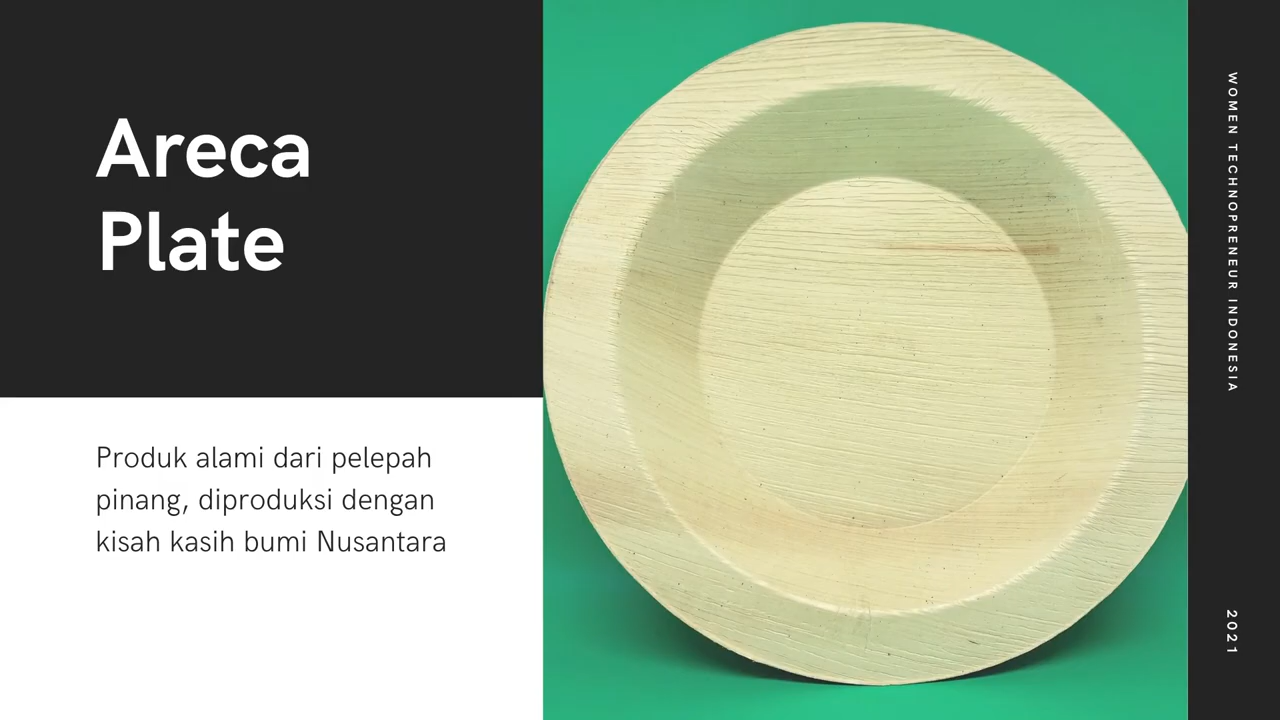 Areca
Plate
Produk alami dari pelepah
pinang, diproduksi dengan
kisah kasih bumi Nusantara
WOMEN TECHNOPRENEUR INDONESIA
2021